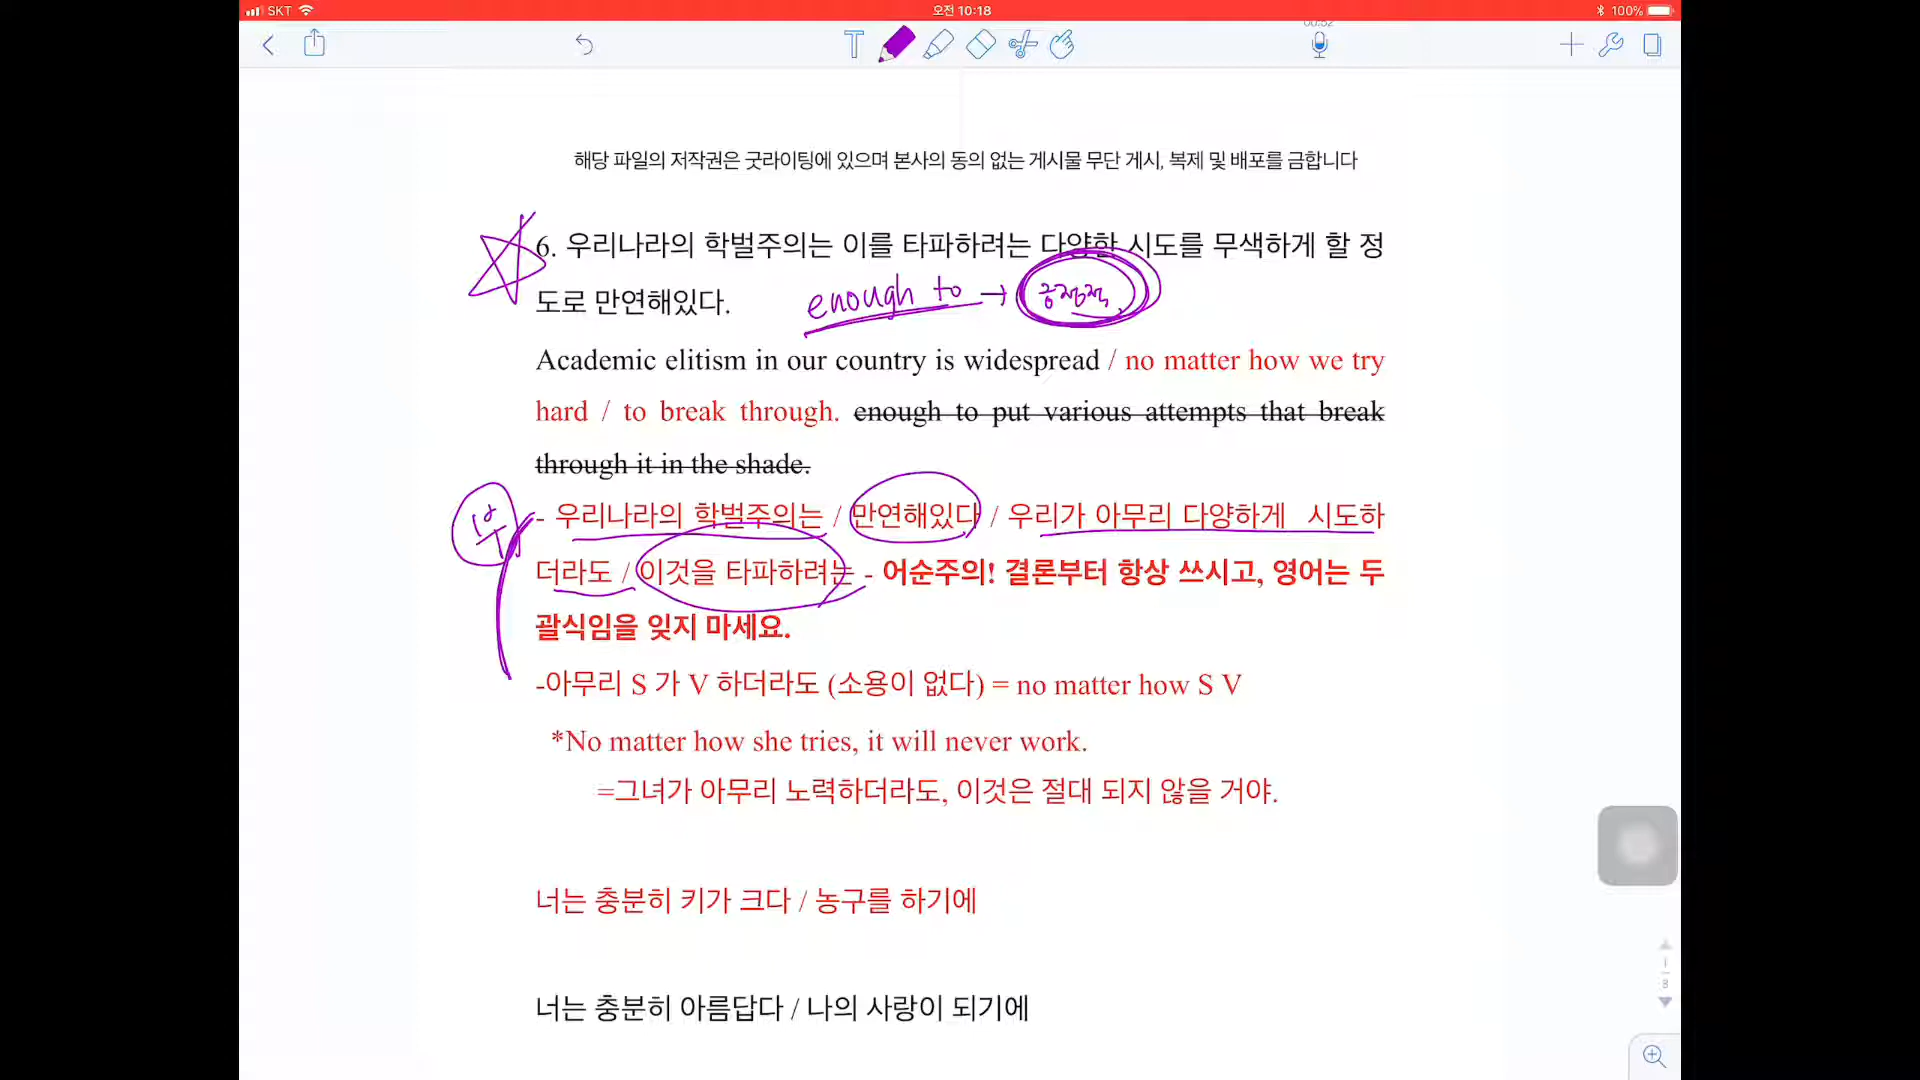 SKT 오전 10:18 100%
00:52
해당 파일의 저작권은 굿라이팅에 있으며 본사의 동의 없는 게시물 무단 게시, 복제 및 배포를 금합니다
6. 우리나라의 학벌주의는 이를 타파하려는 다양한 시도를 무색하게 할 정
도로 만연해있다.
enough to → 긍정적
Academic elitism in our country is widespread / no matter how we try
hard / to break through. enough to put various attempts that break
through it in the shade.
- 우리나라의 학벌주의는 / 만연해있다 / 우리가 아무리 다양하게 시도하
더라도 / 이것을 타파하려는 - 어순주의! 결론부터 항상 쓰시고, 영어는 두
괄식임을 잊지 마세요.
-아무리 S 가 V 하더라도 (소용이 없다) = no matter how S V
*No matter how she tries, it will never work.
=그녀가 아무리 노력하더라도, 이것은 절대 되지 않을 거야.
너는 충분히 키가 크다 / 농구를 하기에
너는 충분히 아름답다 / 나의 사랑이 되기에
1
8